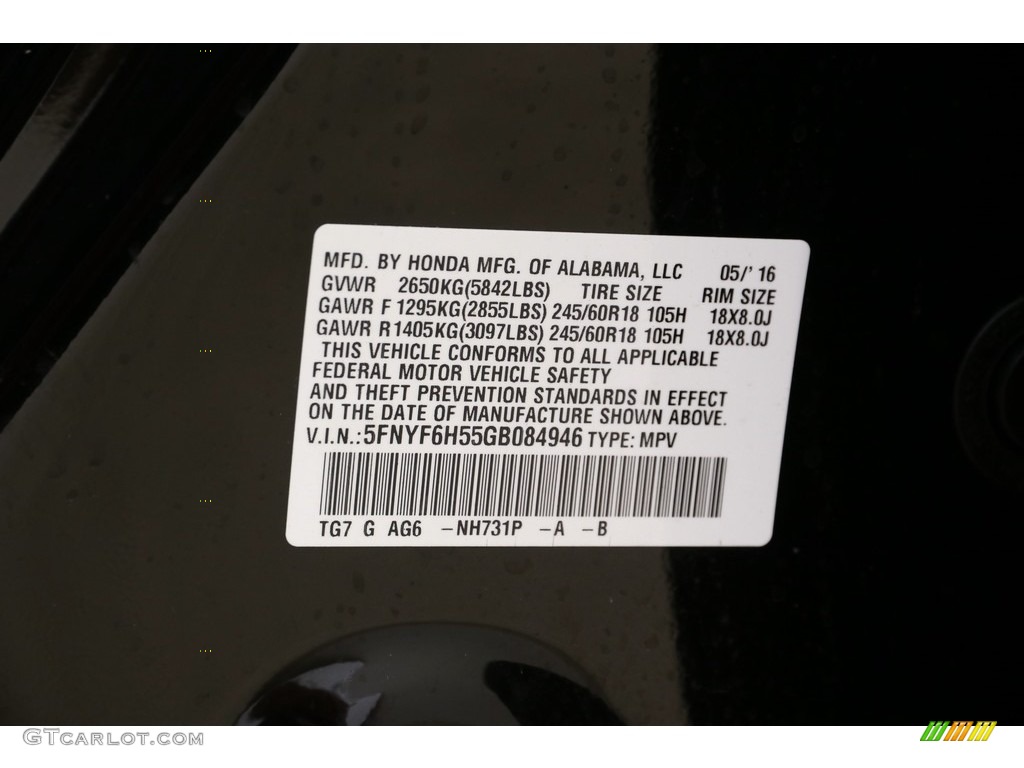 MFD. BY HONDA MFG. OF ALABAMA, LLC 05/'16
GVWR 2650KG(5842LBS) TIRE SIZE RIM SIZE
GAWR F 1295KG(2855LBS) 245/60R18 105H 18X8.0J
GAWR R1405KG(3097LBS) 245/60R18 105H 18X8.0J
THIS VEHICLE CONFORMS TO ALL APPLICABLE
FEDERAL MOTOR VEHICLE SAFETY
AND THEFT PREVENTION STANDARDS IN EFFECT
ON THE DATE OF MANUFACTURE SHOWN ABOVE.
V.I.N.:5FNYF6H55GB084946 TYPE: MPV
TG7 G AG6 -NH731P -A -B
GTCARLOT.COM